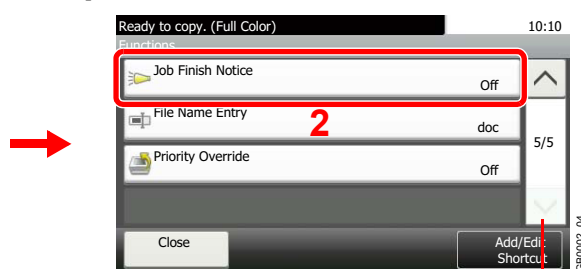 Ready to copy. (Full Color) 10:10
Functions
Job Finish Notice
Off
File Name Entry
2
doc
5/5
Priority Override
Off
Close
Add/Edit
Shortcut